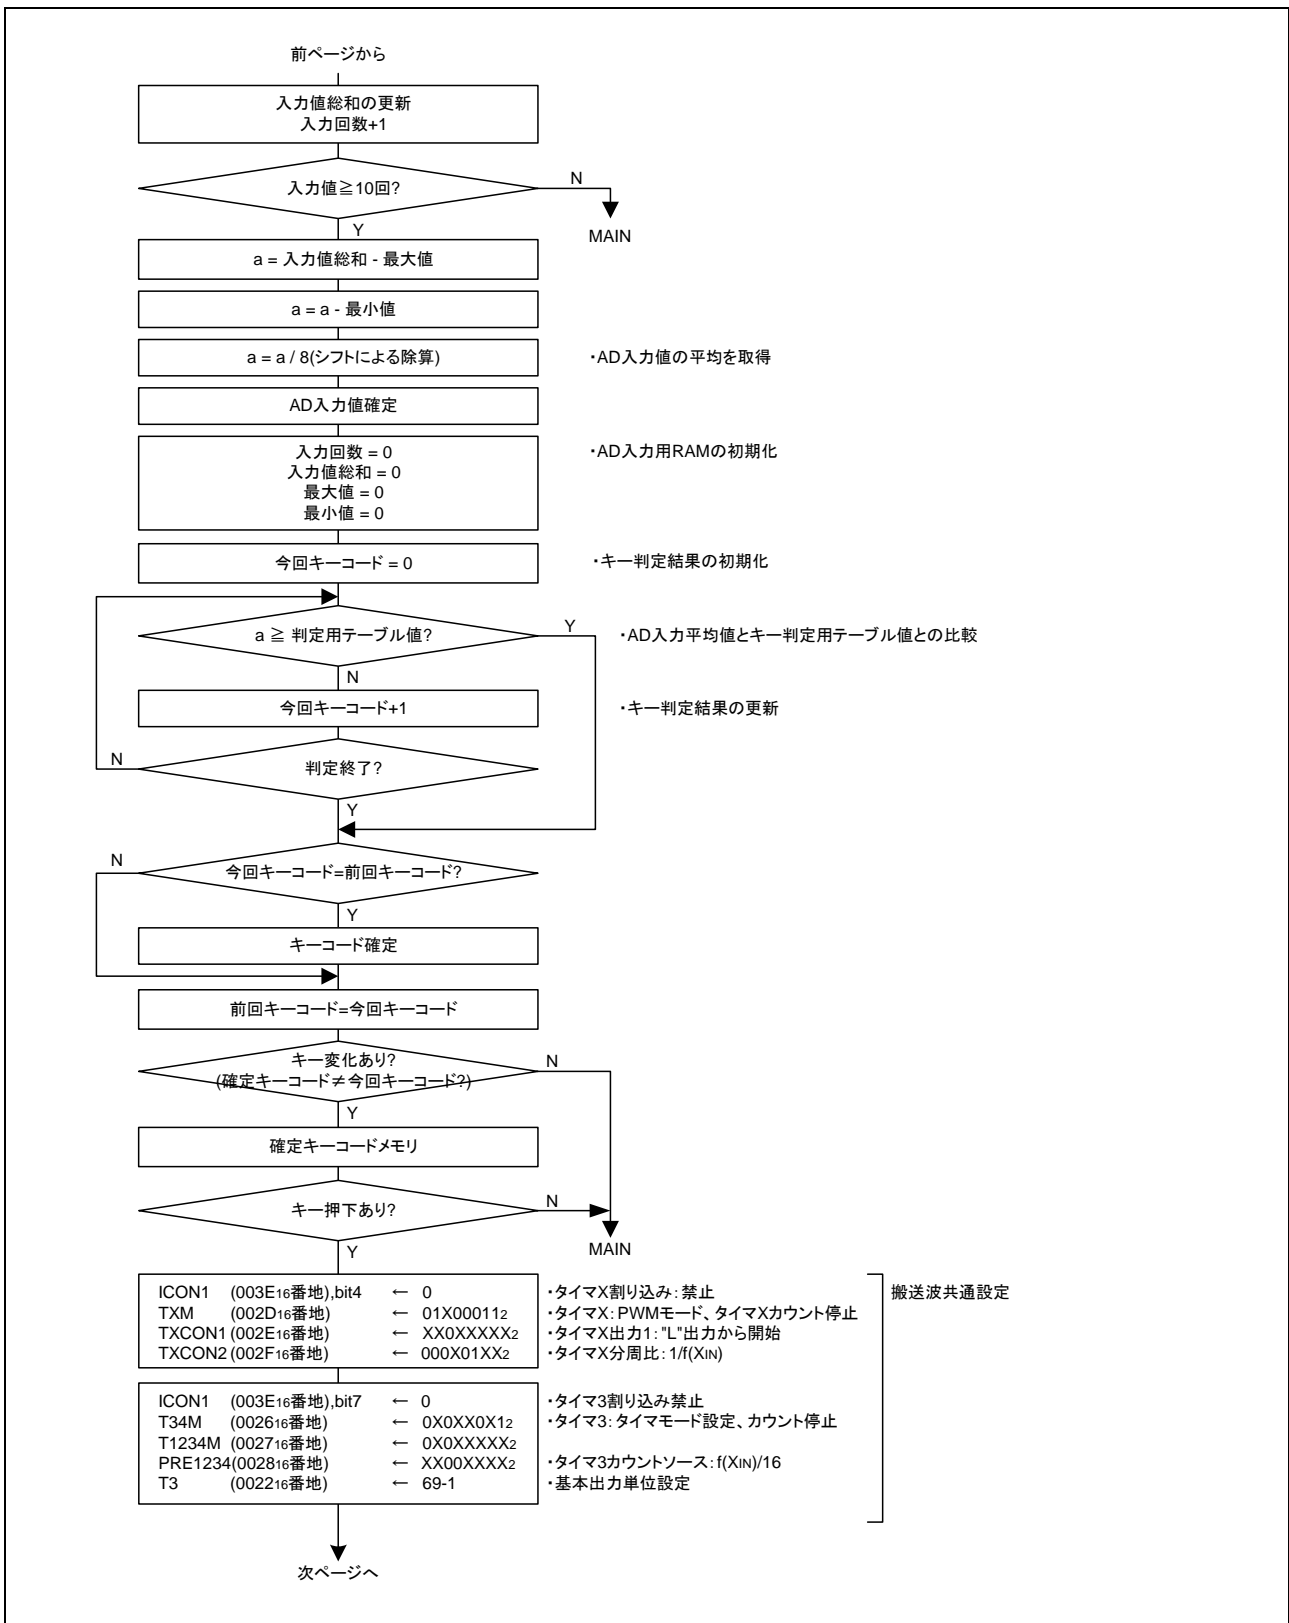 前ページから
入力値総和の更新
入力回数+1
入力値≧10回?
N
MAIN
Y
a = 入力値総和 - 最大値
a = a - 最小値
a = a / 8(シフトによる除算)
・AD入力値の平均を取得
AD入力値確定
入力回数 = 0
・AD入力用RAMの初期化
入力値総和 = 0
最大値 = 0
最小値 = 0
今回キーコード = 0
・キー判定結果の初期化
a ≧ 判定用テーブル値?
Y
・AD入力平均値とキー判定用テーブル値との比較
N
今回キーコード+1
・キー判定結果の更新
N
判定終了?
Y
N
今回キーコード=前回キーコード?
Y
キーコード確定
前回キーコード=今回キーコード
キー変化あり?
(確定キーコード≠今回キーコード?)
N
Y
確定キーコードメモリ
キー押下あり?
N
MAIN
Y
ICON1 (003E16番地),bit4 ← 0 ・タイマX割り込み:禁止
搬送波共通設定
TXM (002D16番地) ← 01X000112 ・タイマX:PWMモード、タイマXカウント停止
TXCON1 (002E16番地) ← XX0XXXXX2 ・タイマX出力1:"L"出力から開始
TXCON2 (002F16番地) ← 000X01XX2 ・タイマX分周比:1/f(XIN)
ICON1 (003E16番地),bit7 ← 0 ・タイマ3割り込み禁止
T34M (002616番地) ← 0X0XX0X12 ・タイマ3:タイマモード設定、カウント停止
T1234M (002716番地) ← 0X0XXXXX2
PRE1234(002816番地) ← XX00XXXX2 ・タイマ3カウントソース:f(XIN)/16
T3 (002216番地) ← 69-1 ・基本出力単位設定
次ページへ